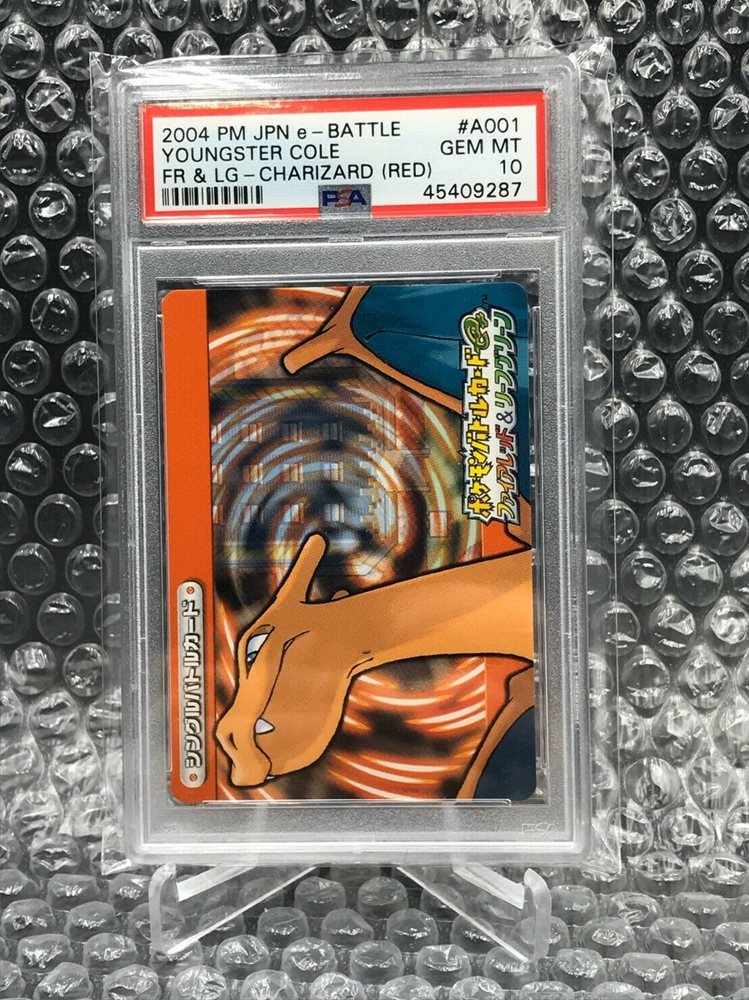 2004 PM JPN e-BATTLE #A001
YOUNGSTER COLE GEM MT
FR & LG-CHARIZARD (RED) 10
PSA 45409287
ポケモンバトルカードe+™
ファイアレッド&リーフグリーン
シングルバトルカード